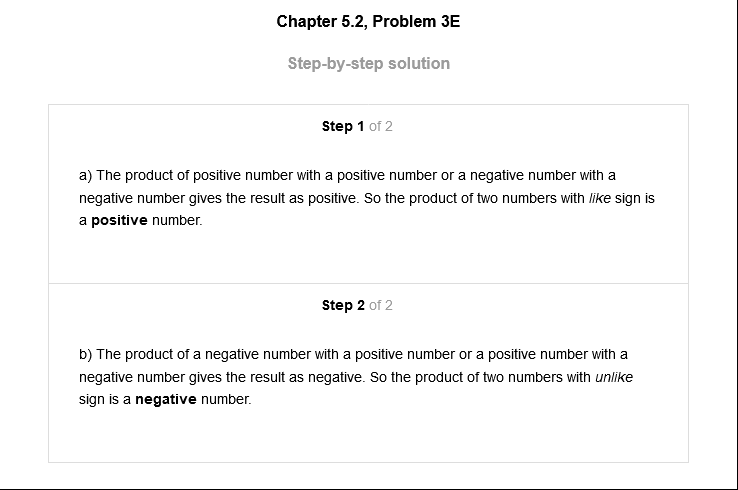 Chapter 5.2, Problem 3E
Step-by-step solution
Step 1 of 2
a) The product of positive number with a positive number or a negative number with a
negative number gives the result as positive. So the product of two numbers with like sign is
a positive number.
Step 2 of 2
b) The product of a negative number with a positive number or a positive number with a
negative number gives the result as negative. So the product of two numbers with unlike
sign is a negative number.